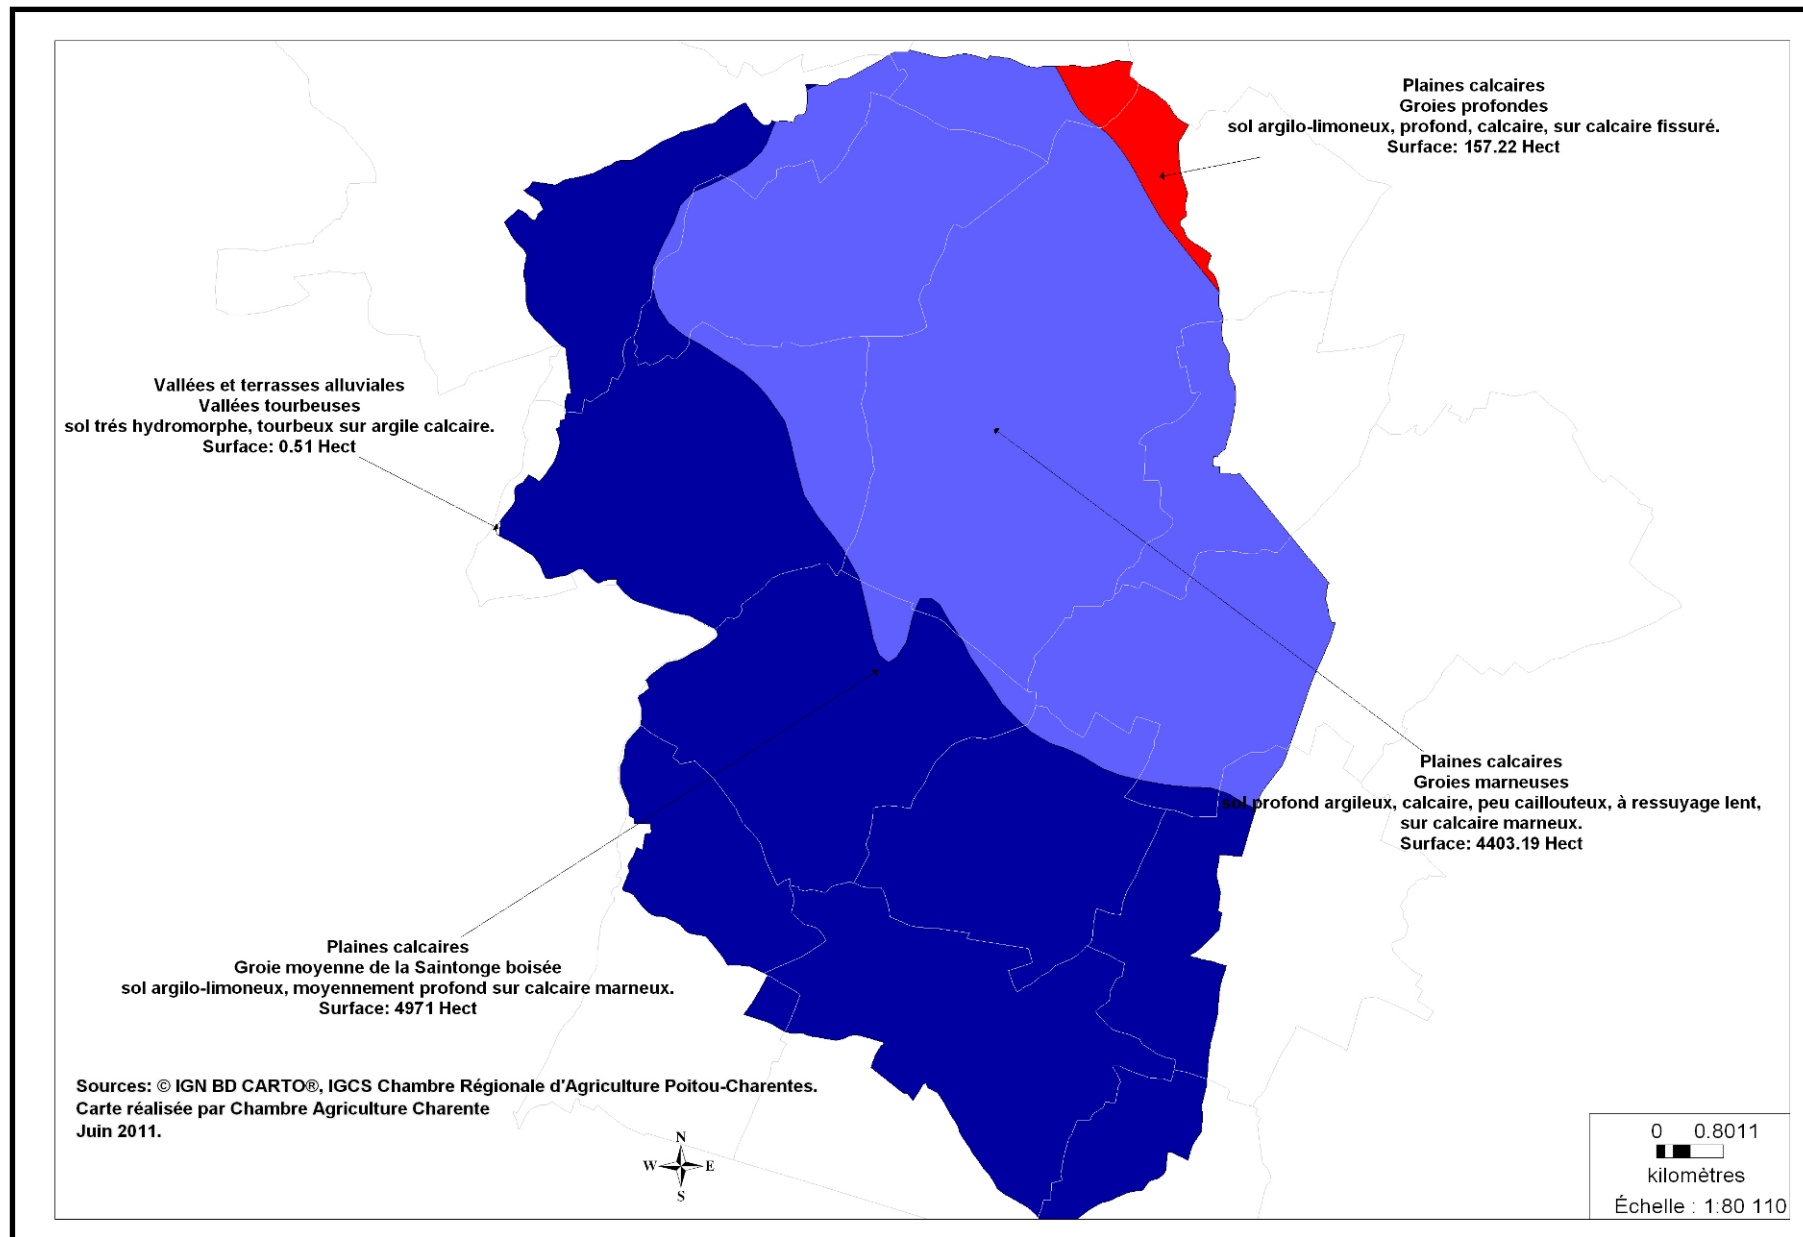 Plaines calcaires
Groies profondes
sol argilo-limoneux, profond, calcaire, sur calcaire fissuré.
Surface: 157.22 Hect
Vallées et terrasses alluviales
Vallées tourbeuses
sol trés hydromorphe, tourbeux sur argile calcaire.
Surface: 0.51 Hect
Plaines calcaires
Groies marneuses
sol profond argileux, calcaire, peu caillouteux, à ressuyage lent,
sur calcaire marneux.
Surface: 4403.19 Hect
Plaines calcaires
Groie moyenne de la Saintonge boisée
sol argilo-limoneux, moyennement profond sur calcaire marneux.
Surface: 4971 Hect
Sources: © IGN BD CARTO®, IGCS Chambre Régionale d'Agriculture Poitou-Charentes.
Carte réalisée par Chambre Agriculture Charente
Juin 2011.
N
W E
S
0 0.8011
kilomètres
Échelle : 1:80 110